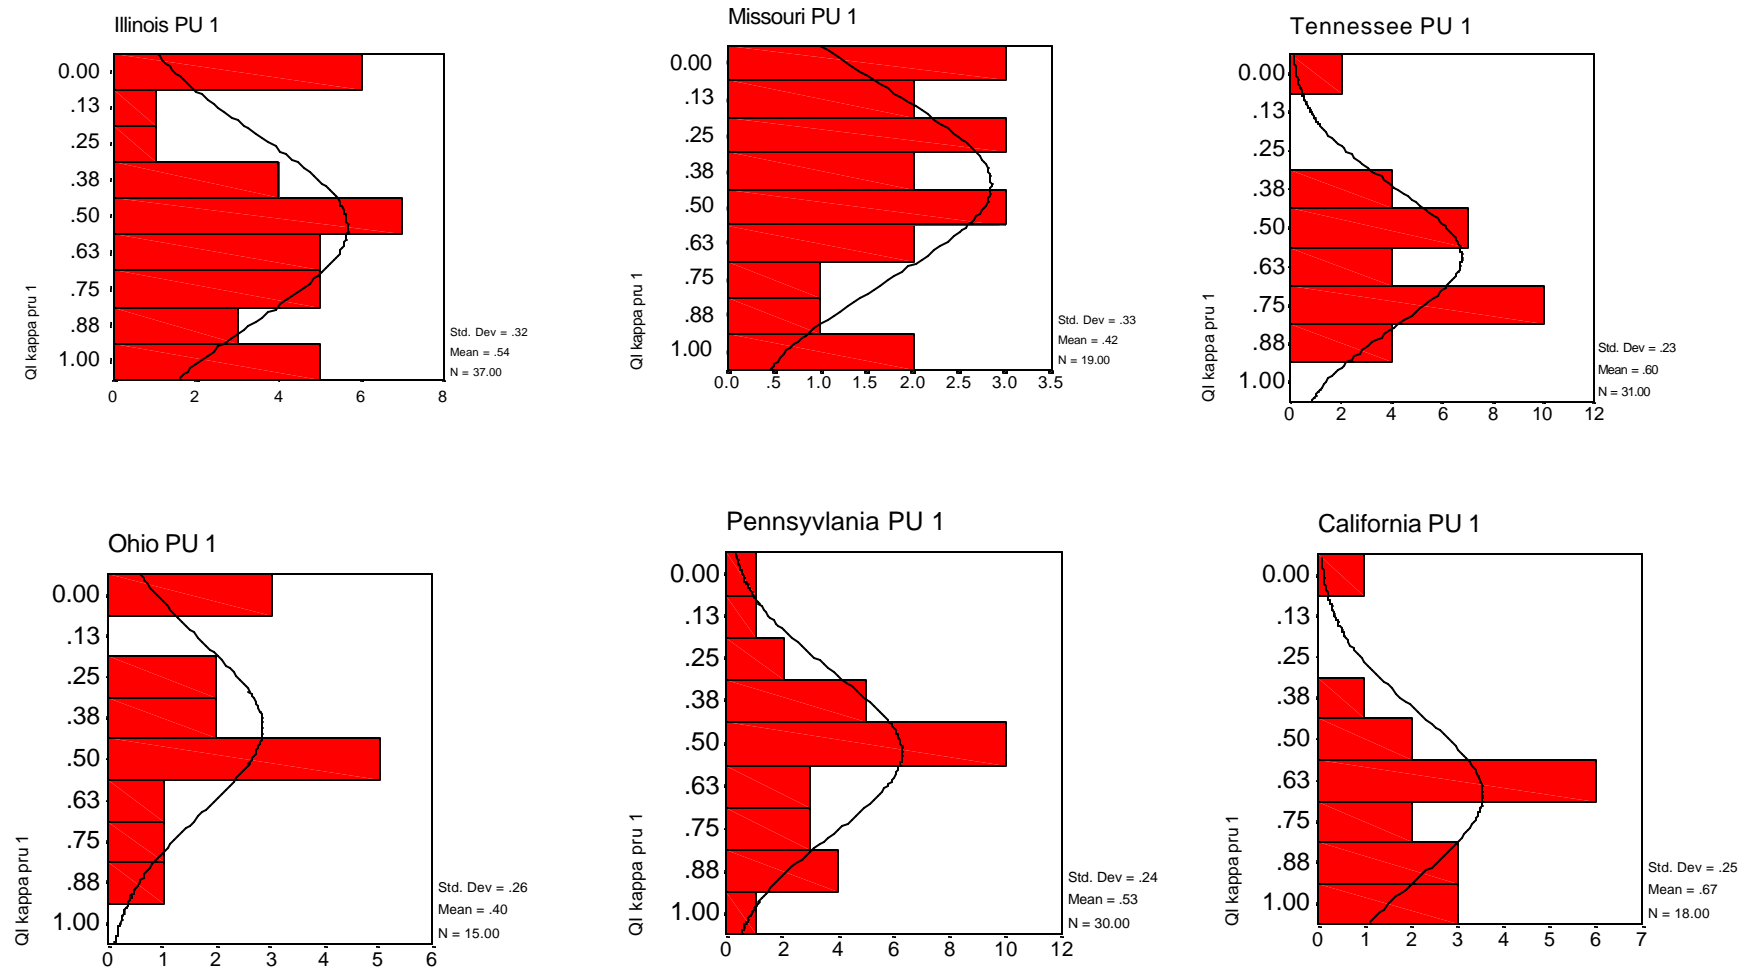 Illinois PU 1
0.00
.13
.25
.38
.50
.63
.75
.88
1.00
QI kappa pru 1
0 2 4 6 8
Std. Dev = .32
Mean = .54
N = 37.00
Missouri PU 1
0.00
.13
.25
.38
.50
.63
.75
.88
1.00
QI kappa pru 1
0.0 .5 1.0 1.5 2.0 2.5 3.0 3.5
Std. Dev = .33
Mean = .42
N = 19.00
Tennessee PU 1
0.00
.13
.25
.38
.50
.63
.75
.88
1.00
QI kappa pru 1
0 2 4 6 8 10 12
Std. Dev = .23
Mean = .60
N = 31.00
Ohio PU 1
0.00
.13
.25
.38
.50
.63
.75
.88
1.00
QI kappa pru 1
0 1 2 3 4 5 6
Std. Dev = .26
Mean = .40
N = 15.00
Pennsyvlania PU 1
0.00
.13
.25
.38
.50
.63
.75
.88
1.00
QI kappa pru 1
0 2 4 6 8 10 12
Std. Dev = .24
Mean = .53
N = 30.00
California PU 1
0.00
.13
.25
.38
.50
.63
.75
.88
1.00
QI kappa pru 1
0 1 2 3 4 5 6 7
Std. Dev = .25
Mean = .67
N = 18.00